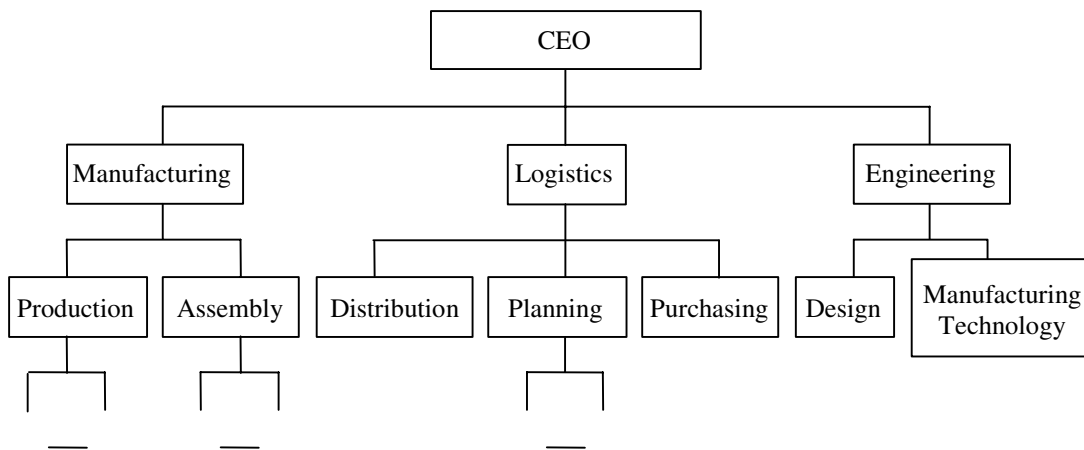 CEO
Manufacturing
Logistics
Engineering
Production
Assembly
Distribution
Planning
Purchasing
Design
Manufacturing
Technology